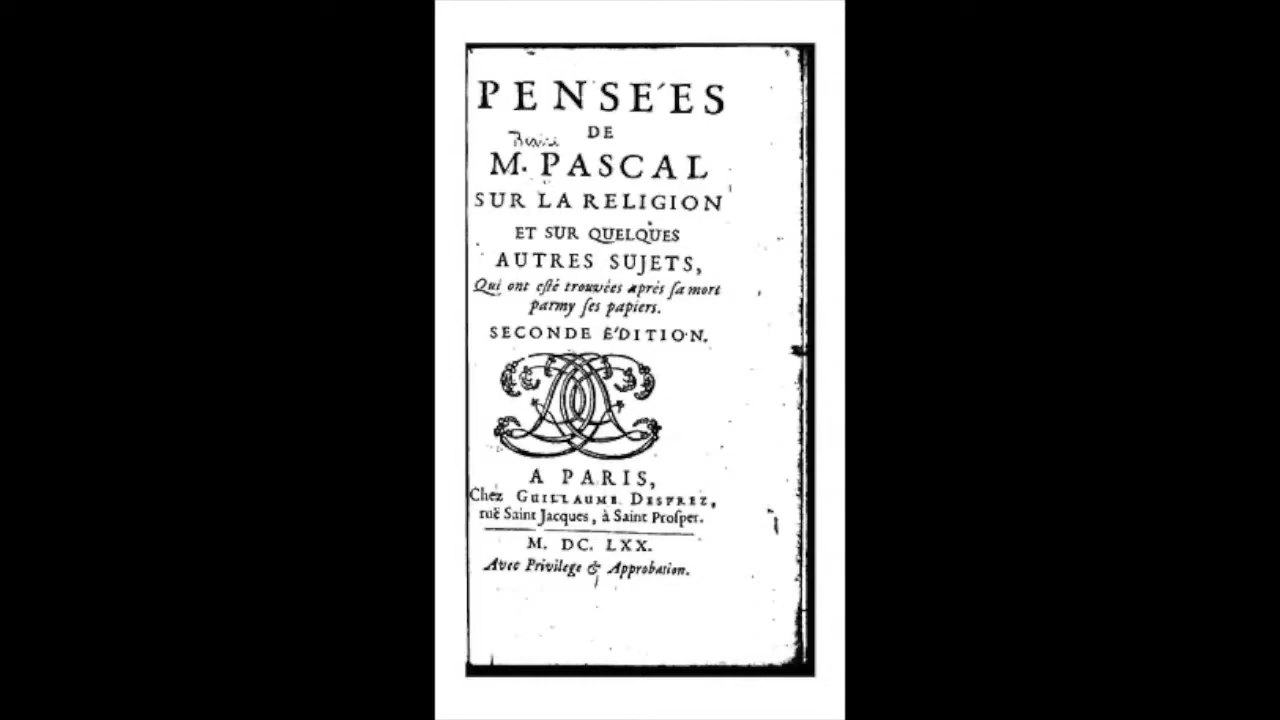 PENSE'ES
DE
M. PASCAL
SUR LA RELIGION
ET SUR QUELQUES
AUTRES SUJETS,
Qui ont eſté trouvées aprés ſa mort
parmy ſes papiers.
SECONDE E'DITION.
A PARIS,
Chez GUILLAUME DESPREZ,
ruë Saint Jacques, à Saint Proſper.
M. DC. LXX.
Avec Privilege & Approbation.